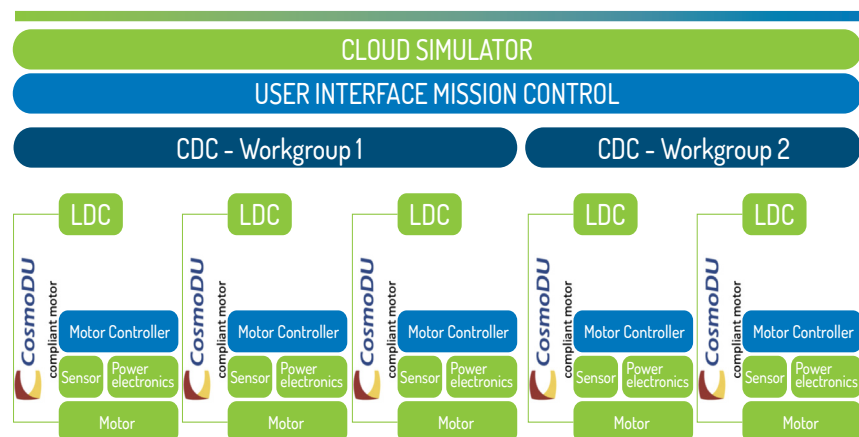 CLOUD SIMULATOR
USER INTERFACE MISSION CONTROL
CDC - Workgroup 1
CDC - Workgroup 2
LDC
LDC
LDC
LDC
LDC
CosmoDU
compliant motor
CosmoDU
compliant motor
CosmoDU
compliant motor
CosmoDU
compliant motor
CosmoDU
compliant motor
Motor Controller
Motor Controller
Motor Controller
Motor Controller
Motor Controller
Sensor
Power
electronics
Sensor
Power
electronics
Sensor
Power
electronics
Sensor
Power
electronics
Sensor
Power
electronics
Motor
Motor
Motor
Motor
Motor